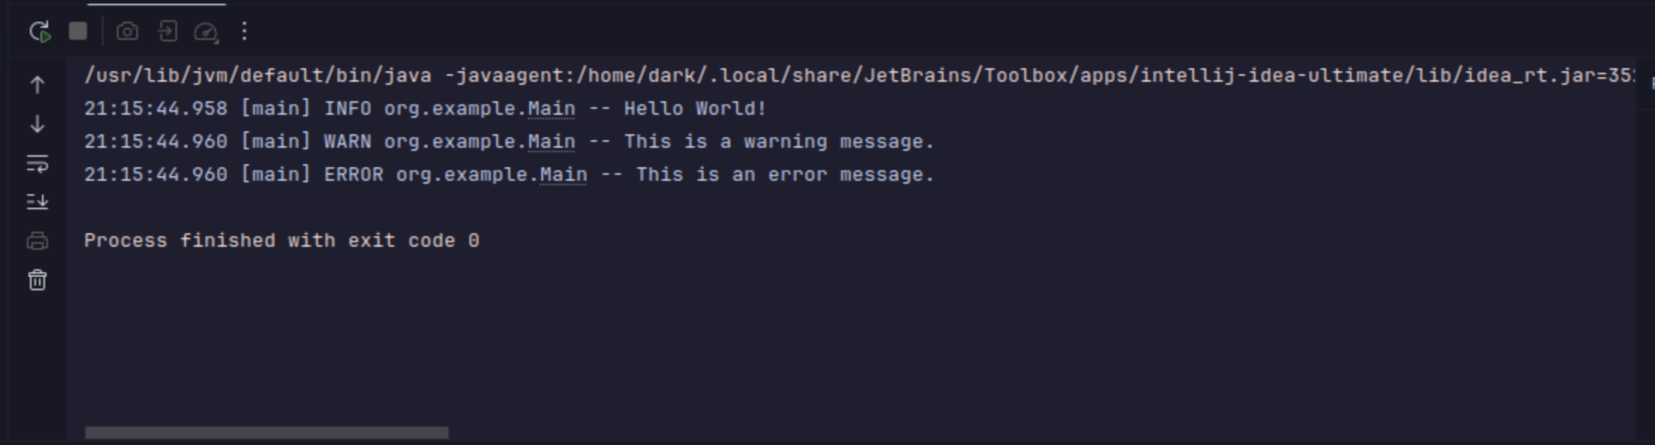 /usr/lib/jvm/default/bin/java -javaagent:/home/dark/.local/share/JetBrains/Toolbox/apps/intellij-idea-ultimate/lib/idea_rt.jar=35
21:15:44.958 [main] INFO org.example.Main -- Hello World!
21:15:44.960 [main] WARN org.example.Main -- This is a warning message.
21:15:44.960 [main] ERROR org.example.Main -- This is an error message.
Process finished with exit code 0